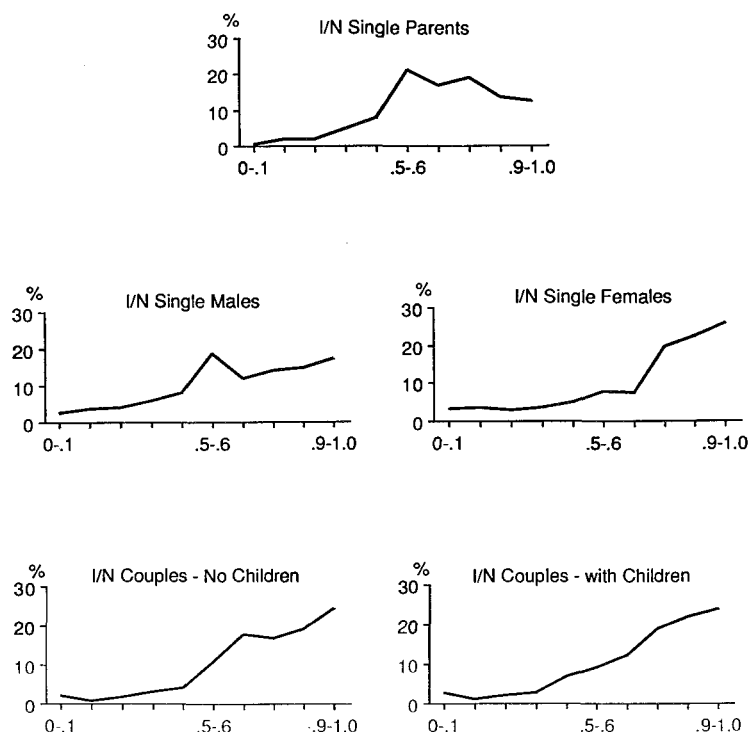 %
I/N Single Parents
30
20
10
0
0-.1 .5-.6 .9-1.0
%
I/N Single Males
30
20
10
0
0-.1 .5-.6 .9-1.0
%
I/N Single Females
30
20
10
0
0-.1 .5-.6 .9-1.0
%
I/N Couples - No Children
30
20
10
0
0-.1 .5-.6 .9-1.0
%
I/N Couples - with Children
30
20
10
0
0-.1 .5-.6 .9-1.0